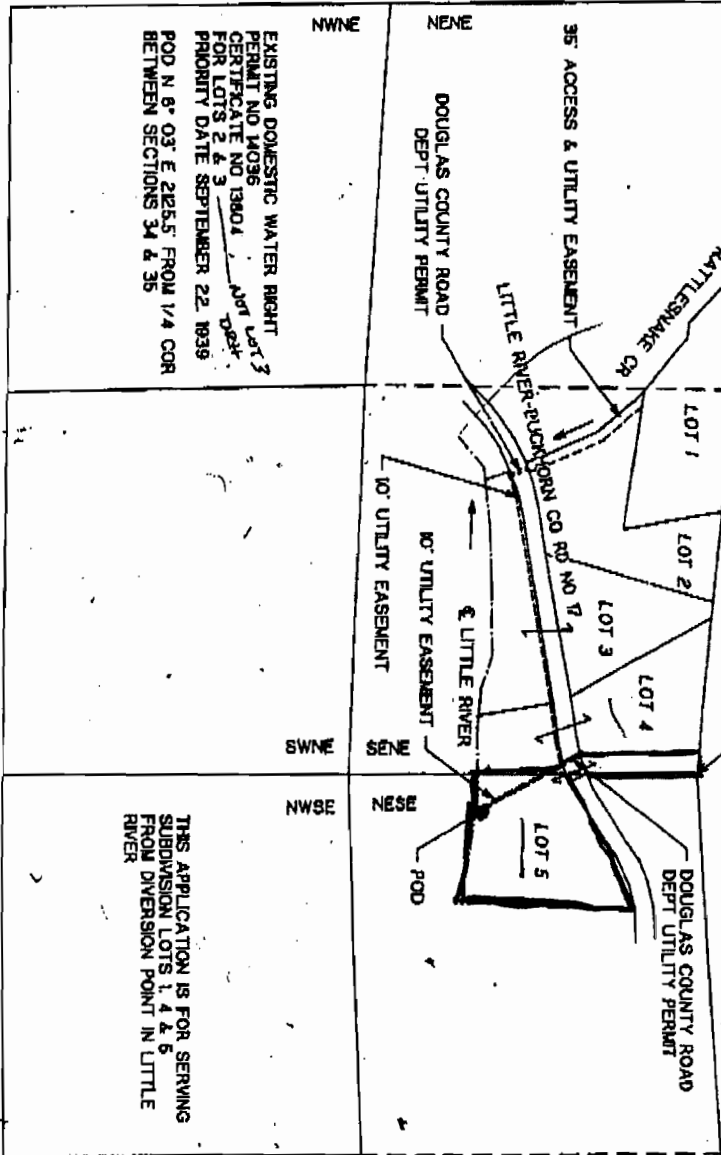 NWNE
NENE
35' ACCESS & UTILITY EASEMENT
RATTLESNAKE CR
DOUGLAS COUNTY ROAD
DEPT UTILITY PERMIT
LITTLE RIVER-BUCKHORN CO RD NO 17
LOT 1
LOT 2
LOT 3
LOT 4
LOT 5
EXISTING DOMESTIC WATER RIGHT
PERMIT NO 14036
CERTIFICATE NO 13804
FOR LOTS 2 & 3
NOT LOT 3
PRIORITY DATE SEPTEMBER 22, 1939
POD N 8° 03' E 2125.5' FROM 1/4 COR
BETWEEN SECTIONS 34 & 35
10' UTILITY EASEMENT
10' UTILITY EASEMENT
℄ LITTLE RIVER
SWNE
SENE
NWSE
NESE
POD
DOUGLAS COUNTY ROAD
DEPT UTILITY PERMIT
THIS APPLICATION IS FOR SERVING
SUBDIVISION LOTS 1, 4 & 5
FROM DIVERSION POINT IN LITTLE
RIVER